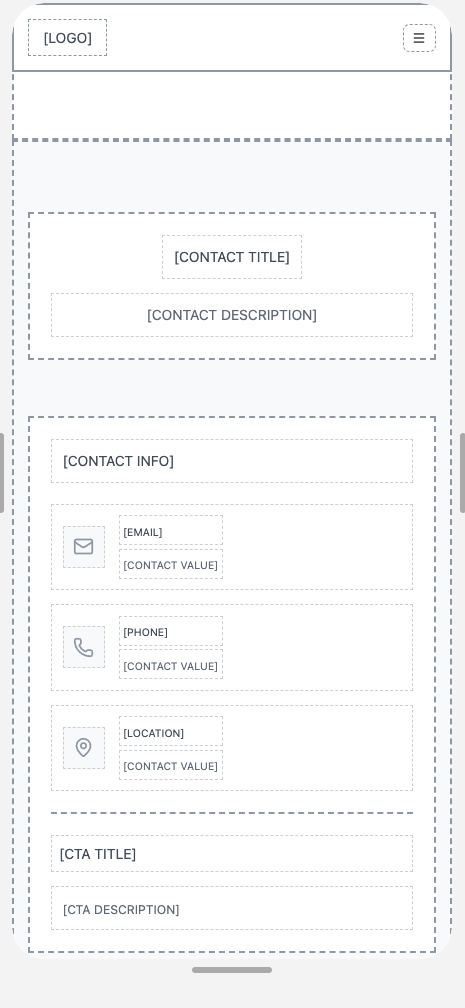 [LOGO]
[CONTACT TITLE]
[CONTACT DESCRIPTION]
[CONTACT INFO]
[EMAIL]
[CONTACT VALUE]
[PHONE]
[CONTACT VALUE]
[LOCATION]
[CONTACT VALUE]
[CTA TITLE]
[CTA DESCRIPTION]